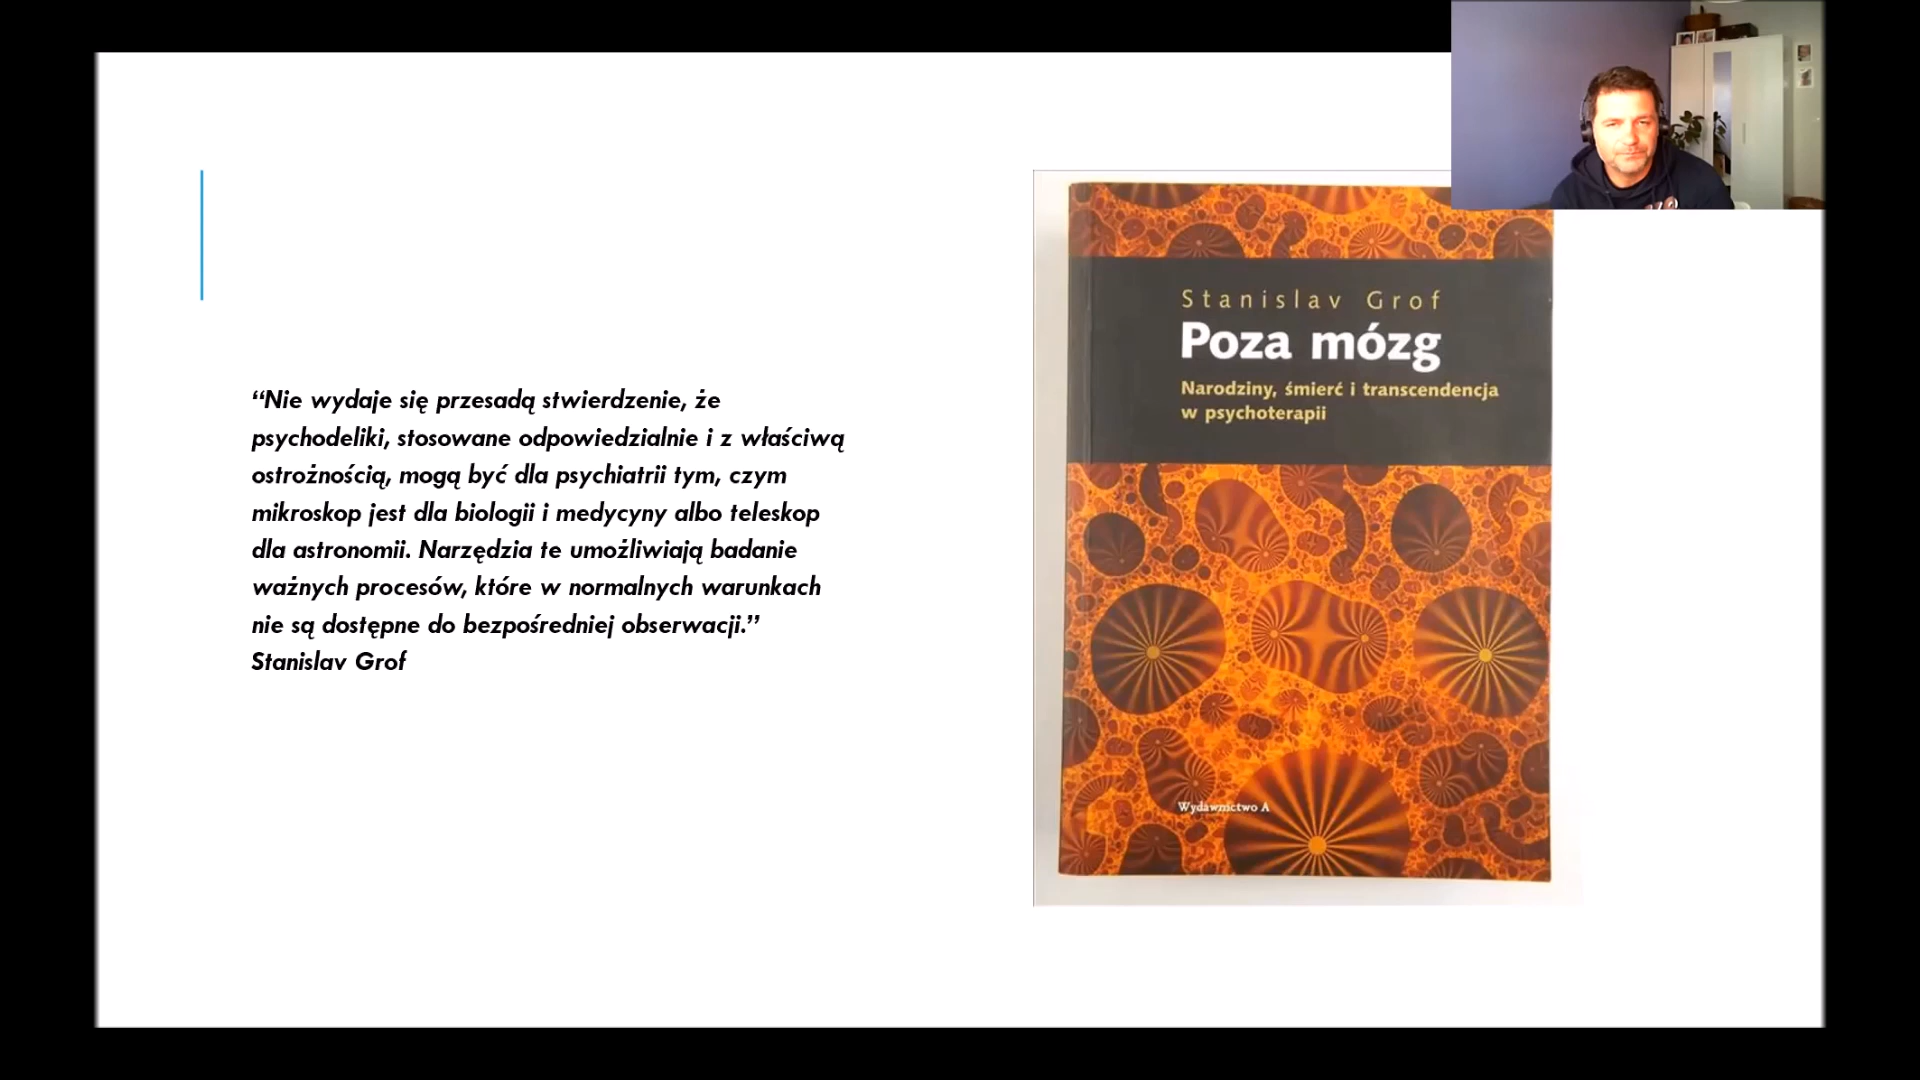 “Nie wydaje się przesadą stwierdzenie, że
psychodeliki, stosowane odpowiedzialnie i z właściwą
ostrożnością, mogą być dla psychiatrii tym, czym
mikroskop jest dla biologii i medycyny albo teleskop
dla astronomii. Narzędzia te umożliwiają badanie
ważnych procesów, które w normalnych warunkach
nie są dostępne do bezpośredniej obserwacji.”
Stanislav Grof
Stanislav Grof
Poza mózg
Narodziny, śmierć i transcendencja
w psychoterapii
Wydawnictwo A